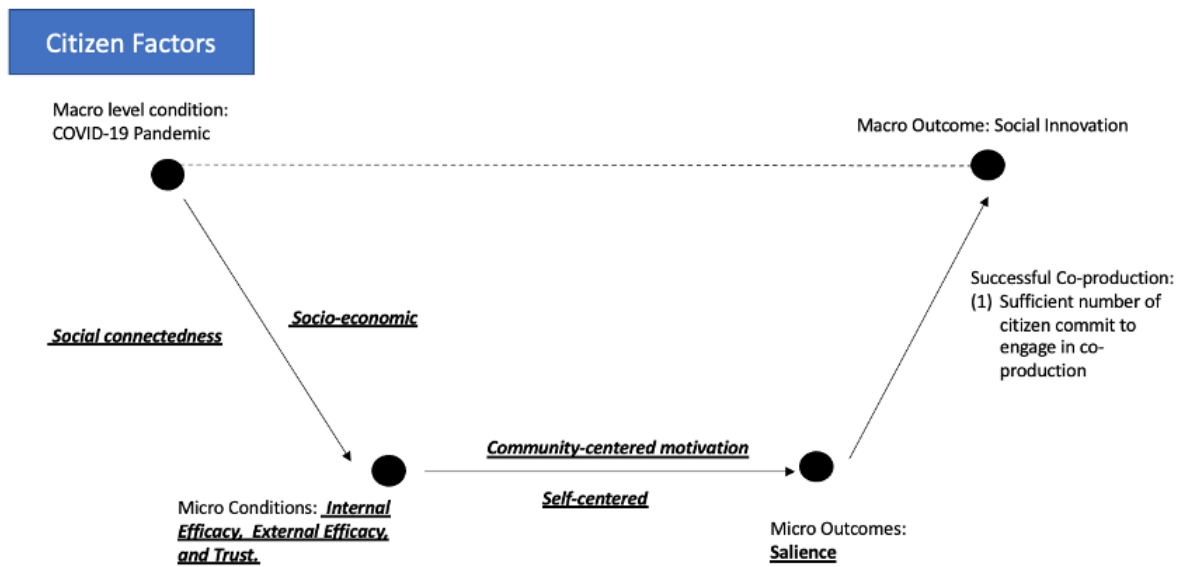 Citizen Factors
Macro level condition:
COVID-19 Pandemic
Macro Outcome: Social Innovation
Successful Co-production:
(1) Sufficient number of
citizen commit to
engage in co-
production
Socio-economic
Social connectedness
Community-centered motivation
Self-centered
Micro Conditions: Internal
Efficacy, External Efficacy,
and Trust.
Micro Outcomes:
Salience